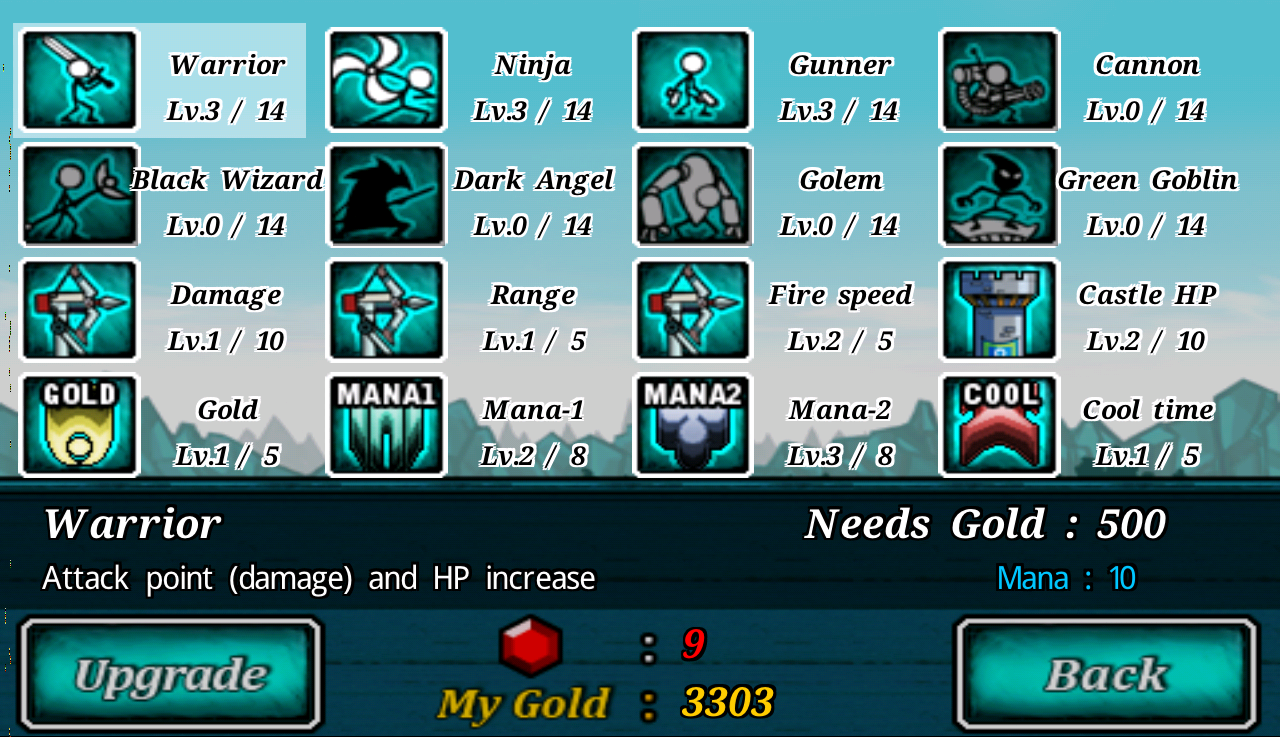 Warrior Ninja Gunner Cannon
Lv.3 / 14 Lv.3 / 14 Lv.3 / 14 Lv.0 / 14
Black Wizard Dark Angel Golem Green Goblin
Lv.0 / 14 Lv.0 / 14 Lv.0 / 14 Lv.0 / 14
Damage Range Fire speed Castle HP
Lv.1 / 10 Lv.1 / 5 Lv.2 / 5 Lv.2 / 10
GOLD Gold MANA1 Mana-1 MANA2 Mana-2 COOL Cool time
Lv.1 / 5 Lv.2 / 8 Lv.3 / 8 Lv.1 / 5
Warrior Needs Gold : 500
Attack point (damage) and HP increase Mana : 10
: 9
Upgrade Back
My Gold : 3303